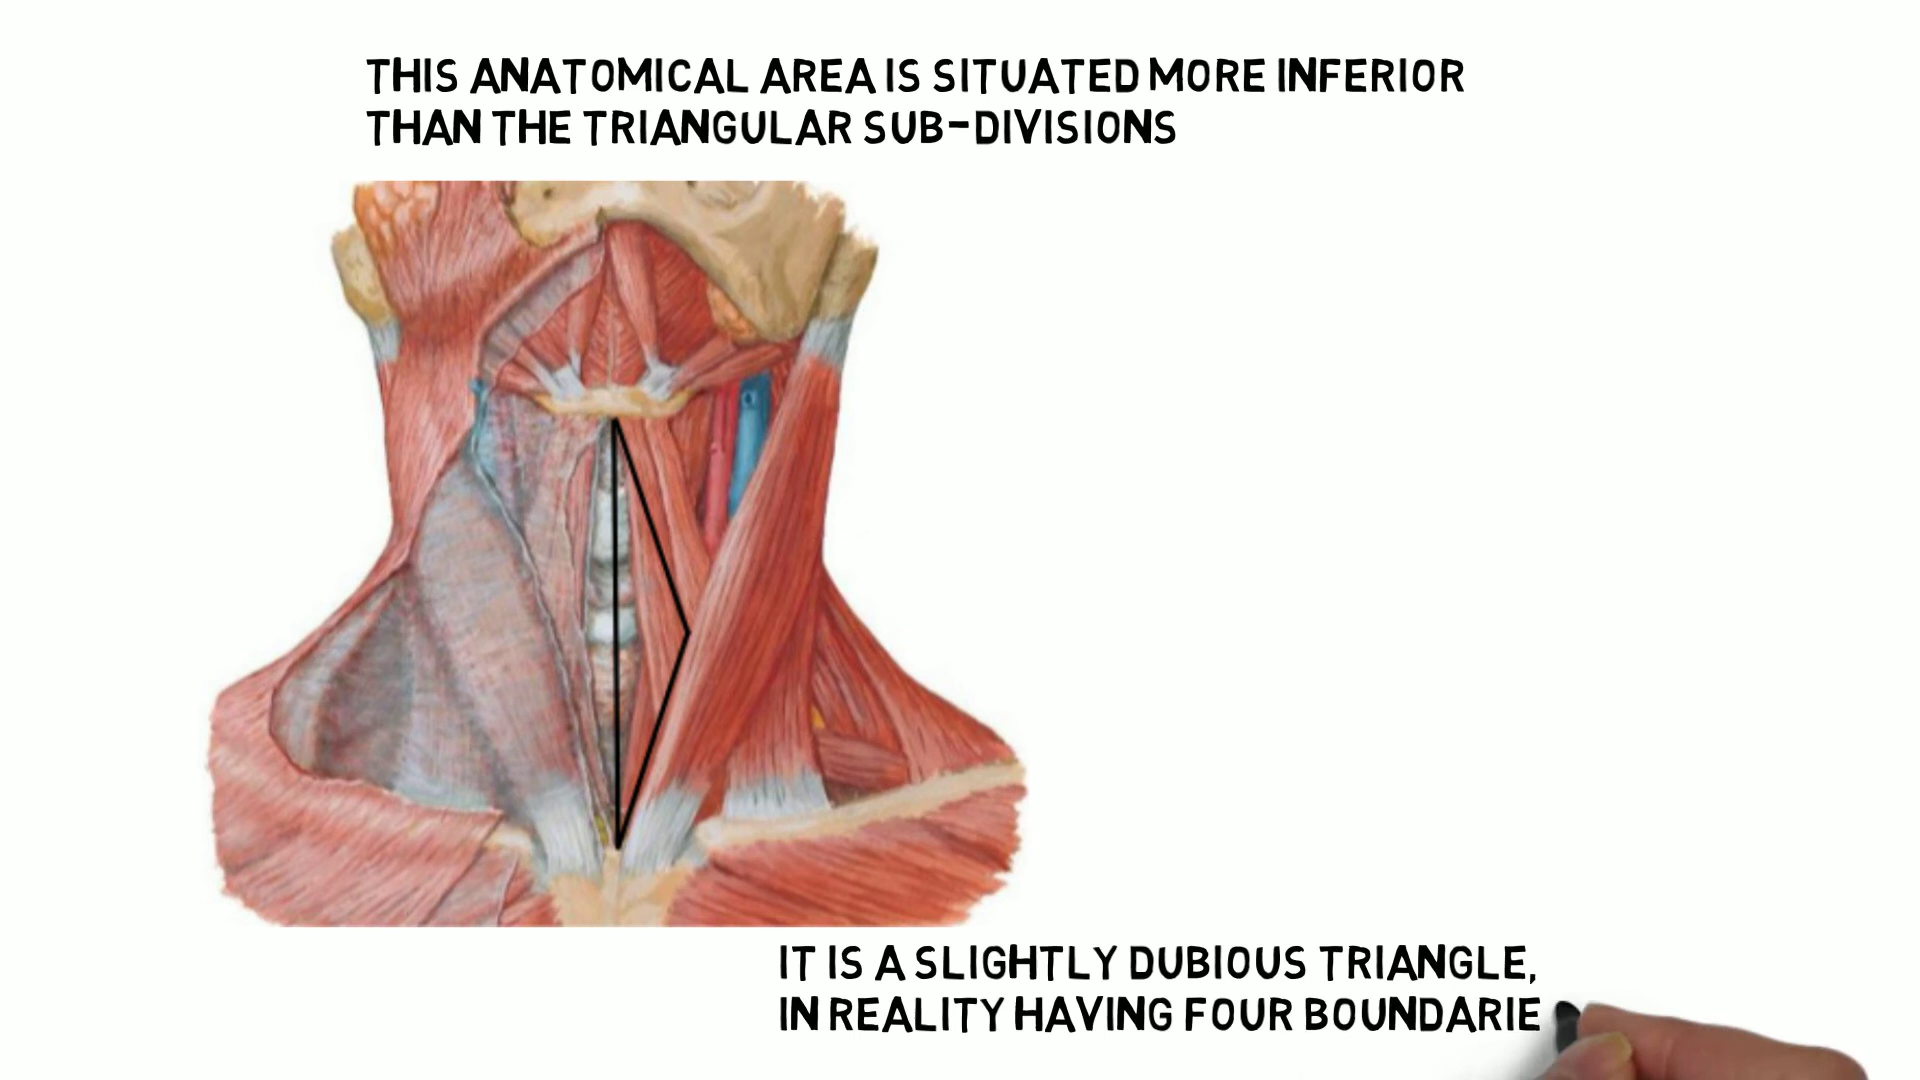 THIS ANATOMICAL AREA IS SITUATED MORE INFERIOR
THAN THE TRIANGULAR SUB-DIVISIONS
IT IS A SLIGHTLY DUBIOUS TRIANGLE,
IN REALITY HAVING FOUR BOUNDARIE